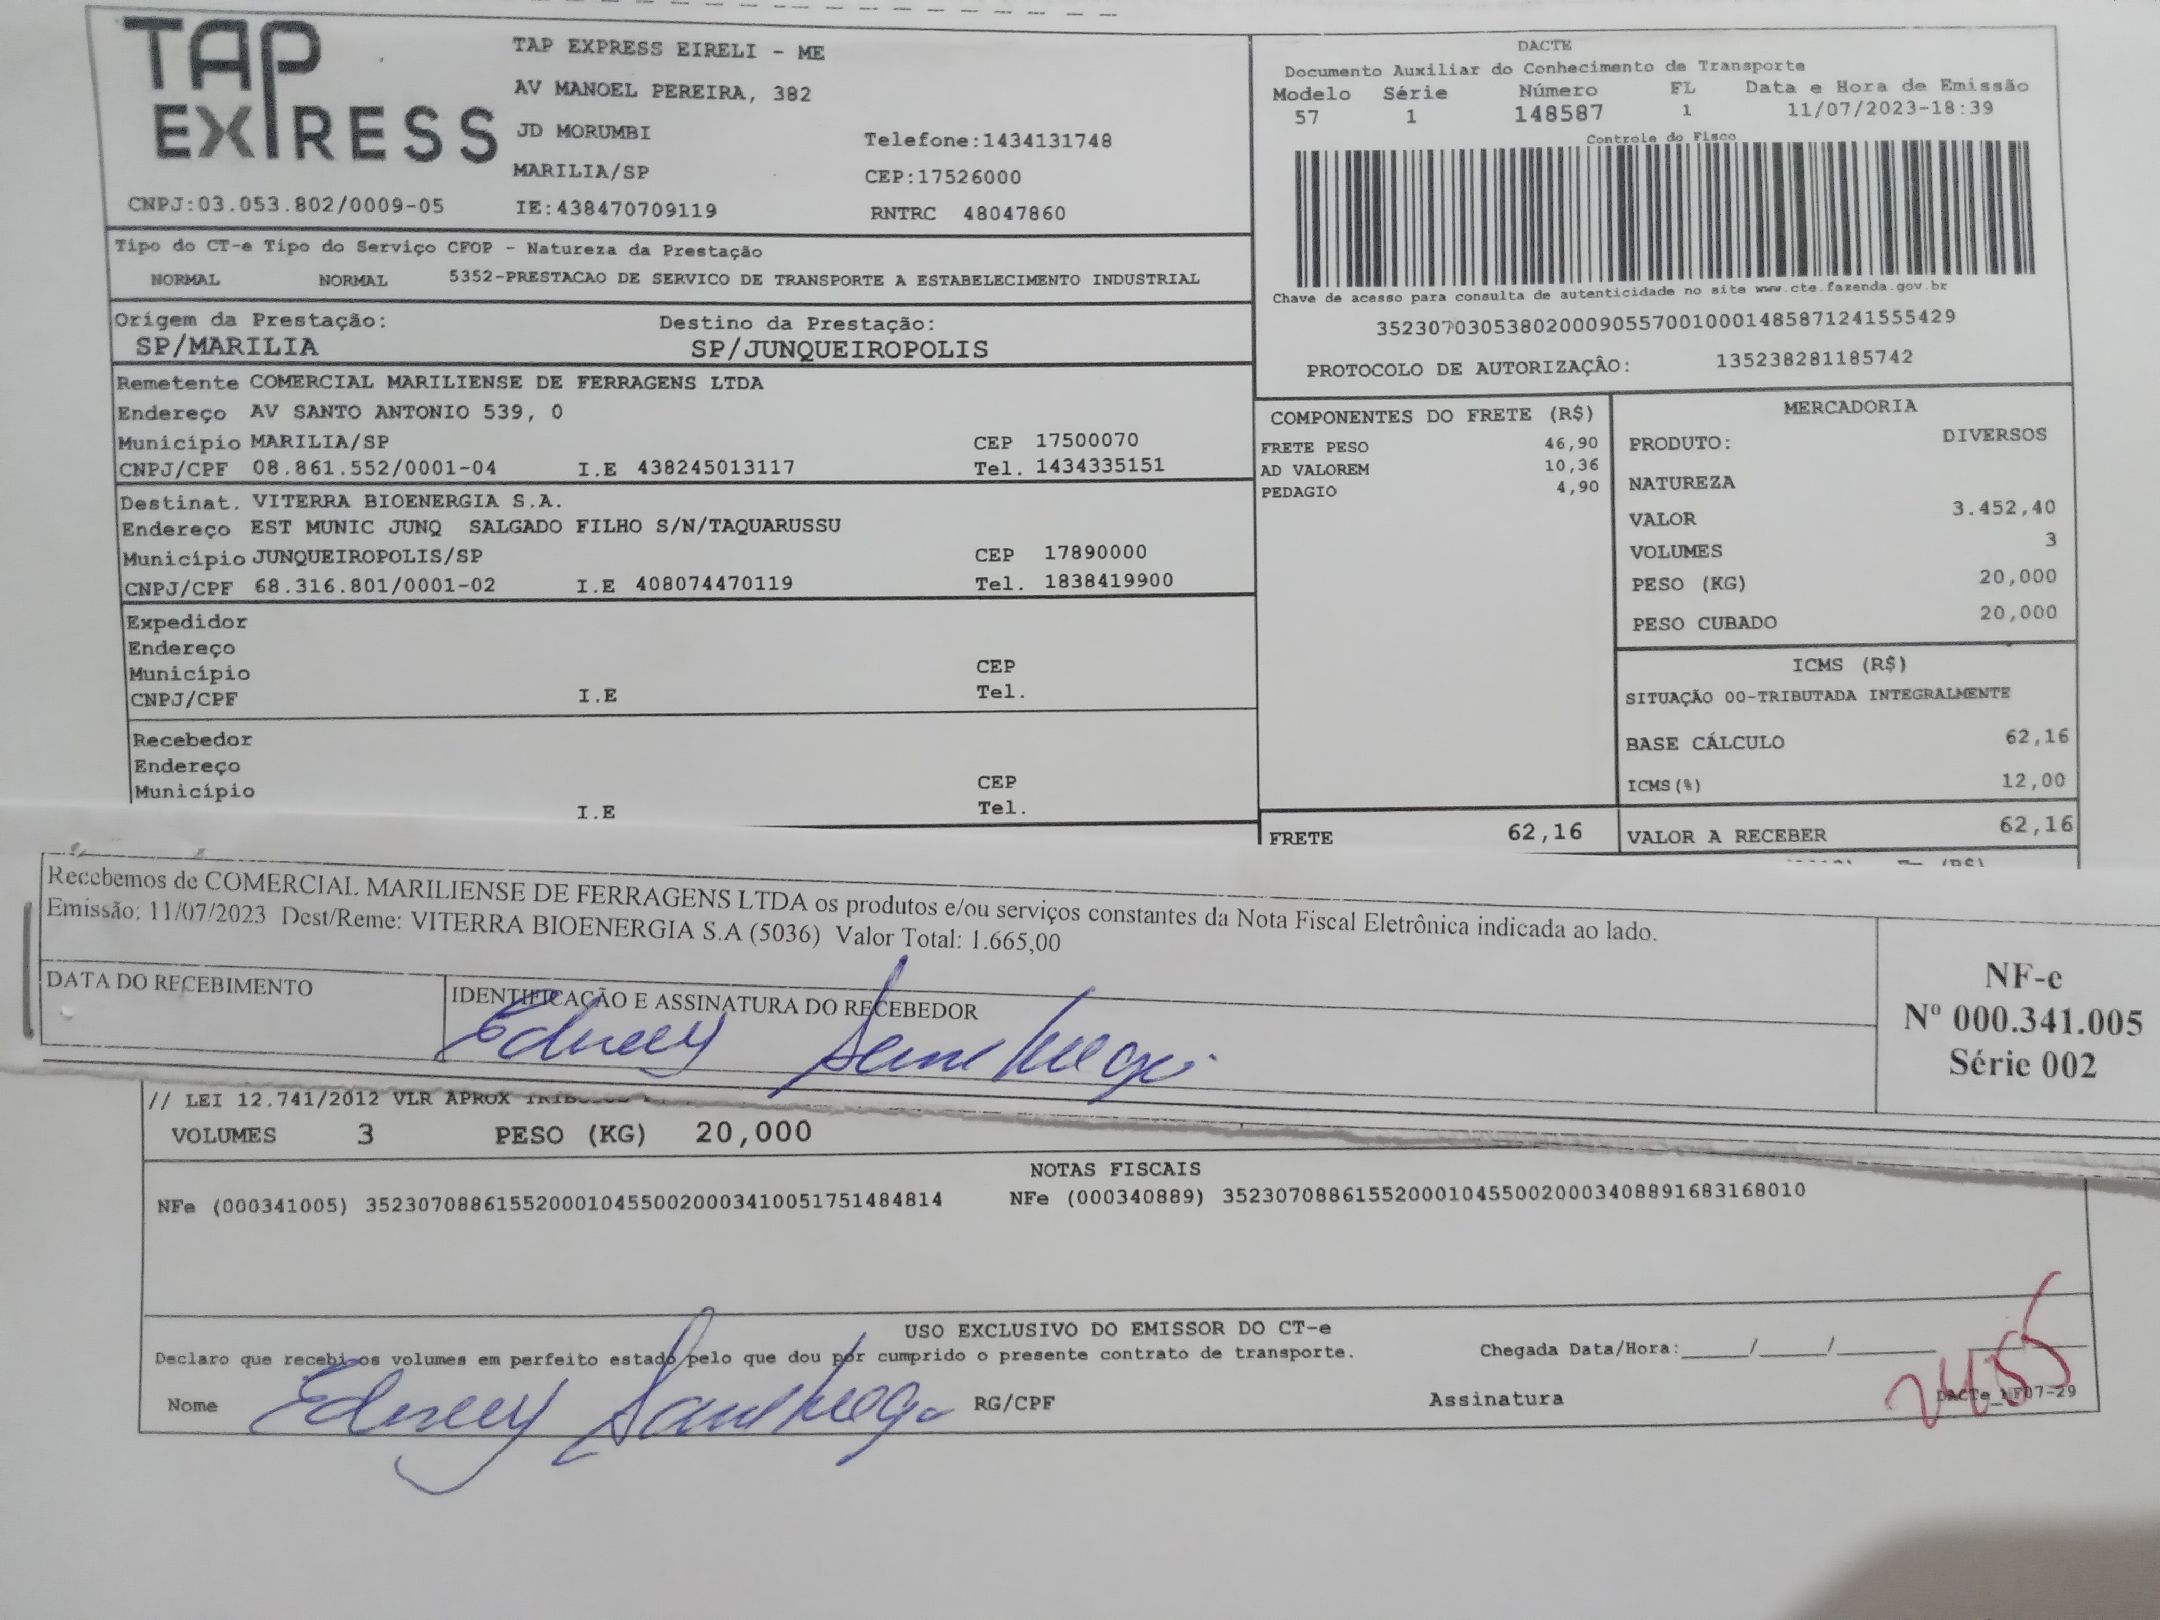 TAP EXPRESS
TAP EXPRESS EIRELI - ME
AV MANOEL PEREIRA, 382
JD MORUMBI Telefone:1434131748
MARILIA/SP CEP:17526000
CNPJ:03.053.802/0009-05 IE:438470709119 RNTRC 48047860
DACTE
Documento Auxiliar do Conhecimento de Transporte
Modelo Série Número FL Data e Hora de Emissão
57 1 148587 1 11/07/2023-18:39
Controle do Fisco
Chave de acesso para consulta de autenticidade no site www.cte.fazenda.gov.br
35230703053802000905570010001485871241555429
PROTOCOLO DE AUTORIZAÇÂO: 135238281185742
Tipo do CT-e Tipo do Serviço CFOP - Natureza da Prestação
NORMAL NORMAL 5352-PRESTACAO DE SERVICO DE TRANSPORTE A ESTABELECIMENTO INDUSTRIAL
Origem da Prestação: Destino da Prestação:
SP/MARILIA SP/JUNQUEIROPOLIS
Remetente COMERCIAL MARILIENSE DE FERRAGENS LTDA
Endereço AV SANTO ANTONIO 539, 0
Município MARILIA/SP CEP 17500070
CNPJ/CPF 08.861.552/0001-04 I.E 438245013117 Tel. 1434335151
Destinat. VITERRA BIOENERGIA S.A.
Endereço EST MUNIC JUNQ SALGADO FILHO S/N/TAQUARUSSU
Município JUNQUEIROPOLIS/SP CEP 17890000
CNPJ/CPF 68.316.801/0001-02 I.E 408074470119 Tel. 1838419900
Expedidor
Endereço
Município CEP
CNPJ/CPF I.E Tel.
Recebedor
Endereço
Município CEP
I.E Tel.
COMPONENTES DO FRETE (R$)
FRETE PESO 46,90
AD VALOREM 10,36
PEDAGIO 4,90
FRETE 62,16
MERCADORIA
PRODUTO: DIVERSOS
NATUREZA
VALOR 3.452,40
VOLUMES 3
PESO (KG) 20,000
PESO CUBADO 20,000
ICMS (R$)
SITUAÇÃO 00-TRIBUTADA INTEGRALMENTE
BASE CÁLCULO 62,16
ICMS(%) 12,00
VALOR A RECEBER 62,16
Recebemos de COMERCIAL MARILIENSE DE FERRAGENS LTDA os produtos e/ou serviços constantes da Nota Fiscal Eletrônica indicada ao lado.
Emissão: 11/07/2023 Dest/Reme: VITERRA BIOENERGIA S.A (5036) Valor Total: 1.665,00
DATA DO RECEBIMENTO IDENTIFICAÇÃO E ASSINATURA DO RECEBEDOR
NF-e
Nº 000.341.005
Série 002
// LEI 12.741/2012 VLR APROX
VOLUMES 3 PESO (KG) 20,000
NOTAS FISCAIS
NFe (000341005) 35230708861552000104550020003410051751484814 NFe (000340889) 35230708861552000104550020003408891683168010
USO EXCLUSIVO DO EMISSOR DO CT-e
Declaro que recebi os volumes em perfeito estado pelo que dou por cumprido o presente contrato de transporte. Chegada Data/Hora:_____/_____/_______
Nome RG/CPF Assinatura